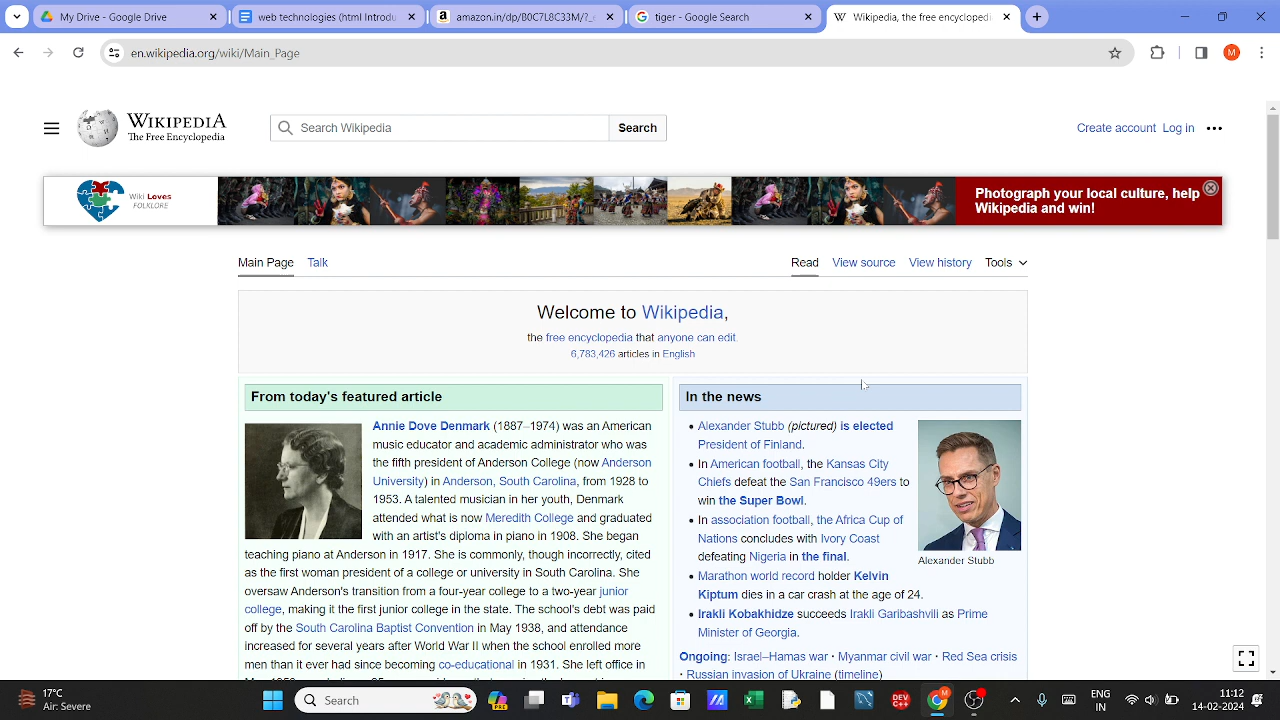 My Drive - Google Drive
web technologies (html Introdu
amazon.in/dp/B0C7L8C33M/?_e
tiger - Google Search
Wikipedia, the free encyclopedi
en.wikipedia.org/wiki/Main_Page
M
WIKIPEDIA
The Free Encyclopedia
Search Wikipedia
Search
Create account Log in
Wiki Loves
FOLKLORE
Photograph your local culture, help
Wikipedia and win!
Main Page Talk
Read View source View history Tools
Welcome to Wikipedia,
the free encyclopedia that anyone can edit.
6,783,426 articles in English
From today's featured article
Annie Dove Denmark (1887–1974) was an American
music educator and academic administrator who was
the fifth president of Anderson College (now Anderson
University) in Anderson, South Carolina, from 1928 to
1953. A talented musician in her youth, Denmark
attended what is now Meredith College and graduated
with an artist's diploma in piano in 1908. She began
teaching piano at Anderson in 1917. She is commonly, though incorrectly, cited
as the first woman president of a college or university in South Carolina. She
oversaw Anderson's transition from a four-year college to a two-year junior
college, making it the first junior college in the state. The school's debt was paid
off by the South Carolina Baptist Convention in May 1938, and attendance
increased for several years after World War II when the school enrolled more
men than it ever had since becoming co-educational in 1931. She left office in
In the news
• Alexander Stubb (pictured) is elected
President of Finland.
• In American football, the Kansas City
Chiefs defeat the San Francisco 49ers to
win the Super Bowl.
• In association football, the Africa Cup of
Nations concludes with Ivory Coast
defeating Nigeria in the final.
• Marathon world record holder Kelvin
Kiptum dies in a car crash at the age of 24.
• Irakli Kobakhidze succeeds Irakli Garibashvili as Prime
Minister of Georgia.
Ongoing: Israel–Hamas war · Myanmar civil war · Red Sea crisis
· Russian invasion of Ukraine (timeline)
Alexander Stubb
17°C
Air Severe
Search
DEV
C++
ENG
IN
11:12
14-02-2024